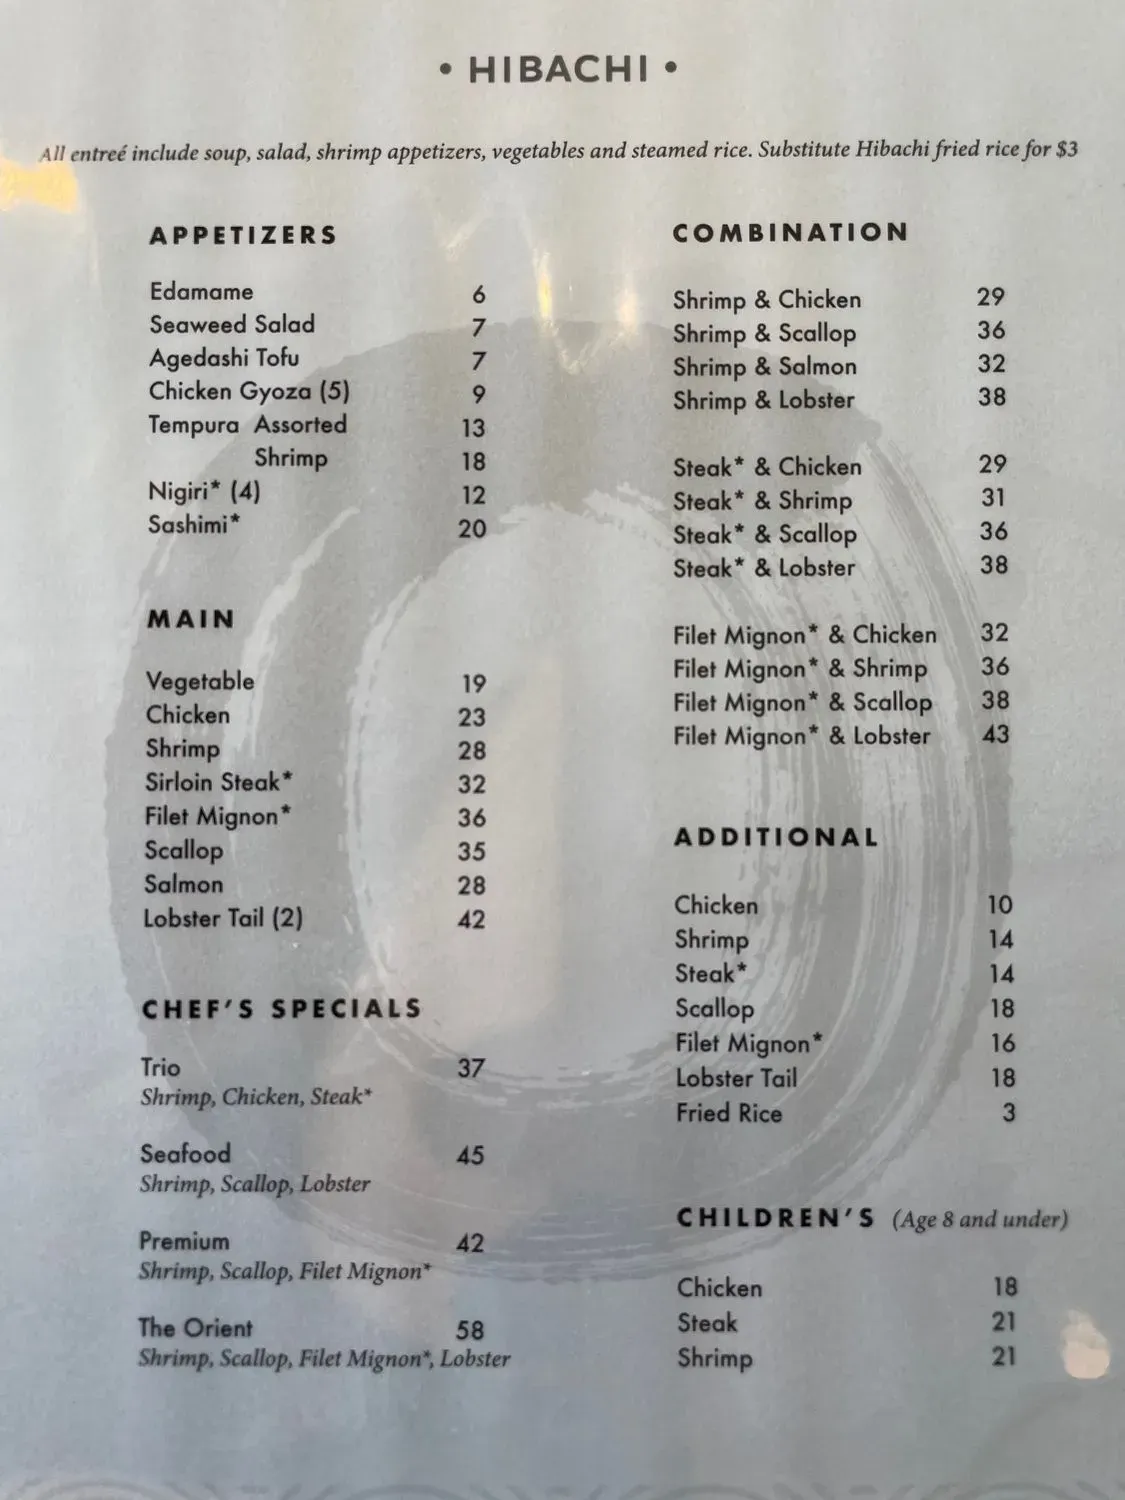 • HIBACHI •
All entreé include soup, salad, shrimp appetizers, vegetables and steamed rice. Substitute Hibachi fried rice for $3
APPETIZERS
Edamame 6
Seaweed Salad 7
Agedashi Tofu 7
Chicken Gyoza (5) 9
Tempura Assorted 13
Shrimp 18
Nigiri* (4) 12
Sashimi* 20
MAIN
Vegetable 19
Chicken 23
Shrimp 28
Sirloin Steak* 32
Filet Mignon* 36
Scallop 35
Salmon 28
Lobster Tail (2) 42
CHEF'S SPECIALS
Trio 37
Shrimp, Chicken, Steak*
Seafood 45
Shrimp, Scallop, Lobster
Premium 42
Shrimp, Scallop, Filet Mignon*
The Orient 58
Shrimp, Scallop, Filet Mignon*, Lobster
COMBINATION
Shrimp & Chicken 29
Shrimp & Scallop 36
Shrimp & Salmon 32
Shrimp & Lobster 38
Steak* & Chicken 29
Steak* & Shrimp 31
Steak* & Scallop 36
Steak* & Lobster 38
Filet Mignon* & Chicken 32
Filet Mignon* & Shrimp 36
Filet Mignon* & Scallop 38
Filet Mignon* & Lobster 43
ADDITIONAL
Chicken 10
Shrimp 14
Steak* 14
Scallop 18
Filet Mignon* 16
Lobster Tail 18
Fried Rice 3
CHILDREN'S (Age 8 and under)
Chicken 18
Steak 21
Shrimp 21